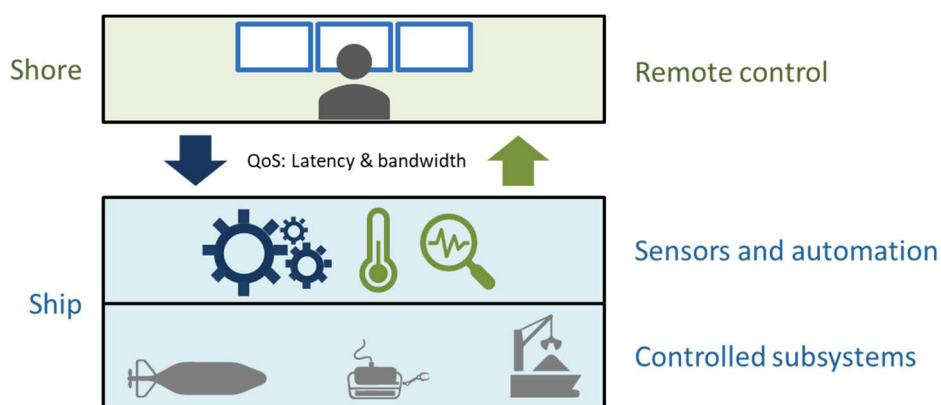 Shore
Remote control
QoS: Latency & bandwidth
Sensors and automation
Ship
Controlled subsystems